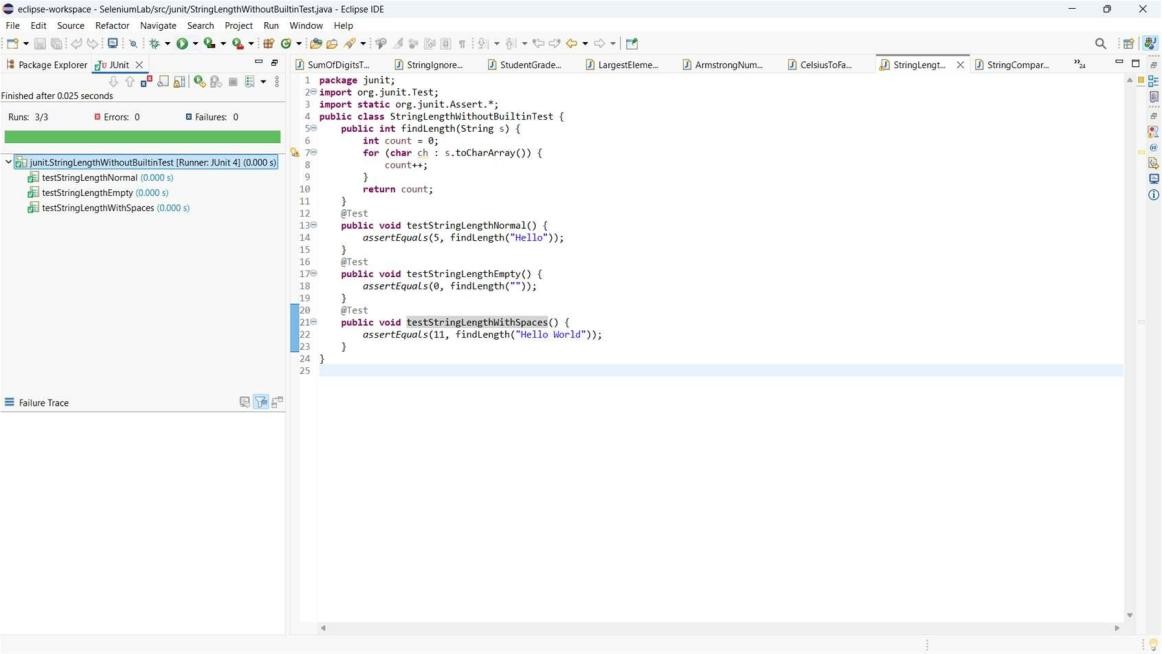 eclipse-workspace - SeleniumLab/src/junit/StringLengthWithoutBuiltinTest.java - Eclipse IDE
File Edit Source Refactor Navigate Search Project Run Window Help
Package Explorer JUnit
SumOfDigitsT... StringIgnore... StudentGrade... LargestEleme... ArmstrongNum... CelsiusToFa... StringLengt... StringCompar... »24
Finished after 0.025 seconds
Runs: 3/3 Errors: 0 Failures: 0
junit.StringLengthWithoutBuiltinTest [Runner: JUnit 4] (0.000 s)
testStringLengthNormal (0.000 s)
testStringLengthEmpty (0.000 s)
testStringLengthWithSpaces (0.000 s)
Failure Trace
1 package junit;
2 import org.junit.Test;
3 import static org.junit.Assert.*;
4 public class StringLengthWithoutBuiltinTest {
5 public int findLength(String s) {
6 int count = 0;
7 for (char ch : s.toCharArray()) {
8 count++;
9 }
10 return count;
11 }
12 @Test
13 public void testStringLengthNormal() {
14 assertEquals(5, findLength("Hello"));
15 }
16 @Test
17 public void testStringLengthEmpty() {
18 assertEquals(0, findLength(""));
19 }
20 @Test
21 public void testStringLengthWithSpaces() {
22 assertEquals(11, findLength("Hello World"));
23 }
24 }
25